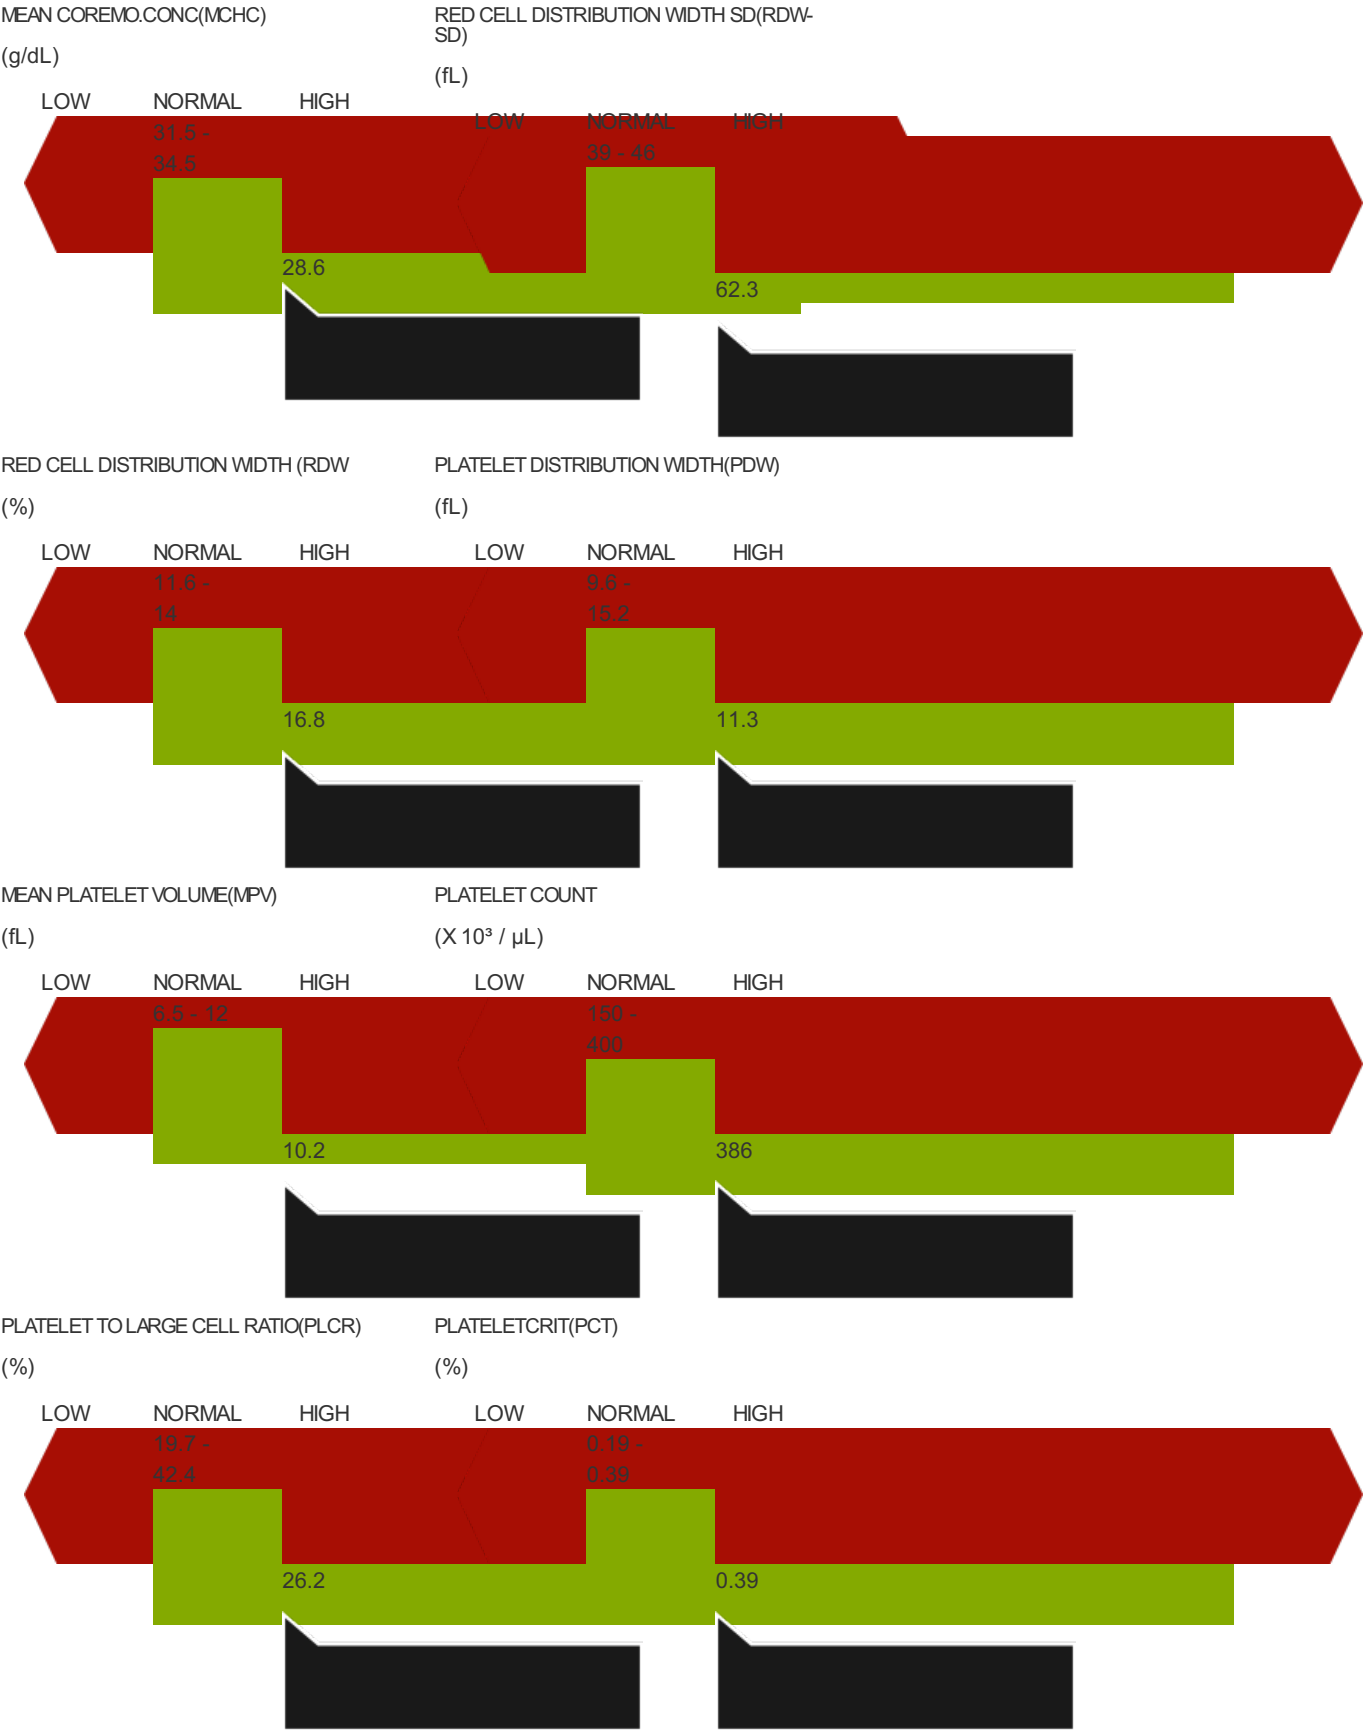 MEAN COREMO.CONC(MCHC)
(g/dL)
LOW NORMAL HIGH
31.5 -
34.5
28.6
RED CELL DISTRIBUTION WIDTH SD(RDW-
SD)
(fL)
LOW NORMAL HIGH
39 - 46
62.3
RED CELL DISTRIBUTION WIDTH (RDW
(%)
LOW NORMAL HIGH
11.6 -
14
16.8
PLATELET DISTRIBUTION WIDTH(PDW)
(fL)
LOW NORMAL HIGH
9.6 -
15.2
11.3
MEAN PLATELET VOLUME(MPV)
(fL)
LOW NORMAL HIGH
6.5 - 12
10.2
PLATELET COUNT
(X 10³ / µL)
LOW NORMAL HIGH
150 -
400
386
PLATELET TO LARGE CELL RATIO(PLCR)
(%)
LOW NORMAL HIGH
19.7 -
42.4
26.2
PLATELETCRIT(PCT)
(%)
LOW NORMAL HIGH
0.19 -
0.39
0.39